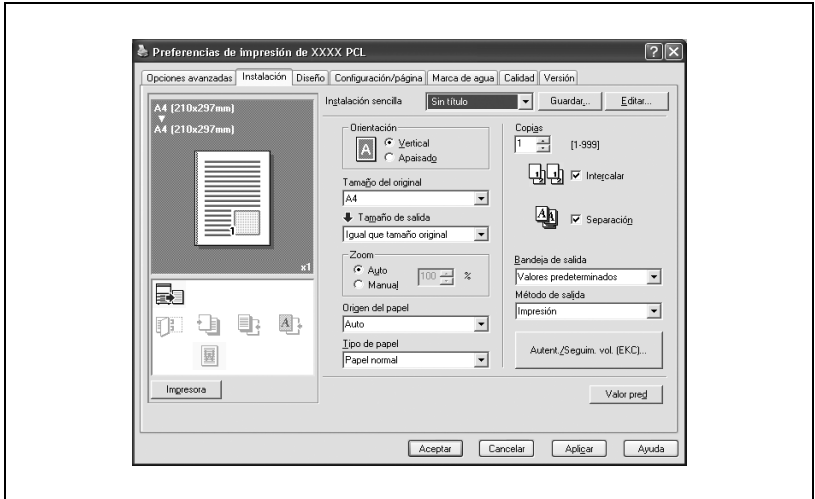 Preferencias de impresión de XXXX PCL
Opciones avanzadas Instalación Diseño Configuración/página Marca de agua Calidad Versión
A4 (210x297mm)
A4 (210x297mm)
1
x1
Impresora
Instalación sencilla Sin título Guardar... Editar...
Orientación
A
Vertical
Apaisado
Tamaño del original
A4
Tamaño de salida
Igual que tamaño original
Zoom
Auto
Manual
100 %
Origen del papel
Auto
Tipo de papel
Papel normal
Copias
1 [1-999]
Intercalar
Separación
Bandeja de salida
Valores predeterminados
Método de salida
Impresión
Autent./Seguim. vol. (EKC)...
Valor pred
Aceptar Cancelar Aplicar Ayuda